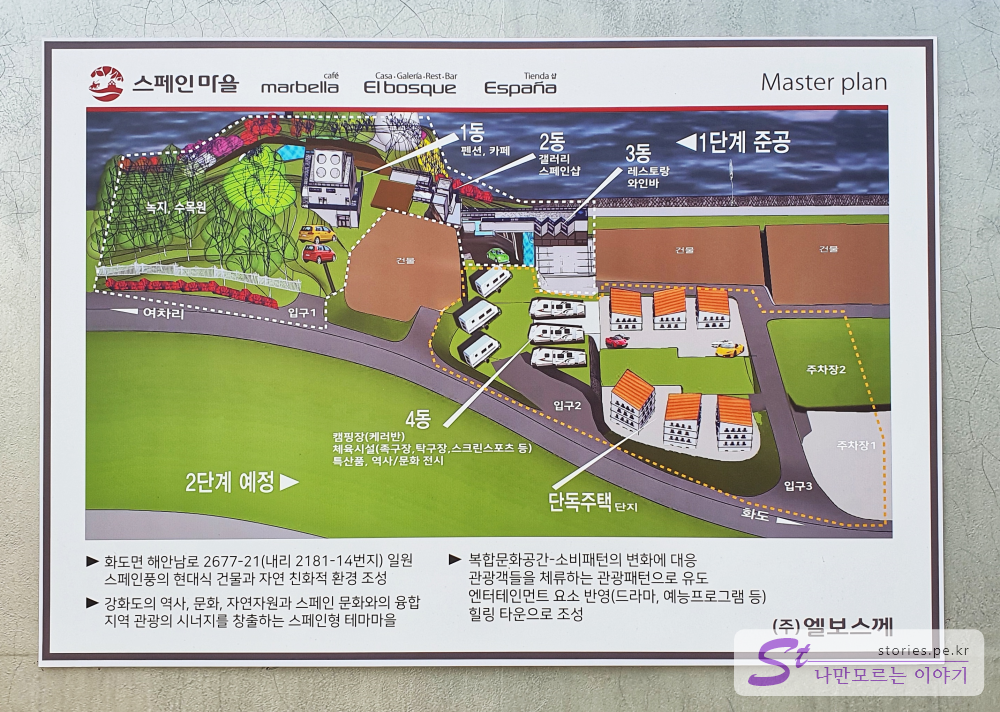 스페인마을
café
marbella
Casa·Galería·Rest·Bar
El bosque
Tienda 샵
España
Master plan
1동
펜션, 카페
2동
갤러리
스페인샵
3동
레스토랑
와인바
◀1단계 준공
녹지, 수목원
건물
건물
건물
여차리
입구1
주차장2
입구2
4동
캠핑장(케러반)
체육시설(족구장,탁구장,스크린스포츠 등)
특산품, 역사/문화 전시
주차장1
2단계 예정▶
입구3
단독주택단지
화도
▶ 화도면 해안남로 2677-21(내리 2181-14번지) 일원
스페인풍의 현대식 건물과 자연 친화적 환경 조성
▶ 강화도의 역사, 문화, 자연자원과 스페인 문화와의 융합
지역 관광의 시너지를 창출하는 스페인형 테마마을
▶ 복합문화공간-소비패턴의 변화에 대응
관광객들을 체류하는 관광패턴으로 유도
엔터테인먼트 요소 반영(드라마, 예능프로그램 등)
힐링 타운으로 조성
(주)엘보스께
St
stories.pe.kr
나만모르는 이야기